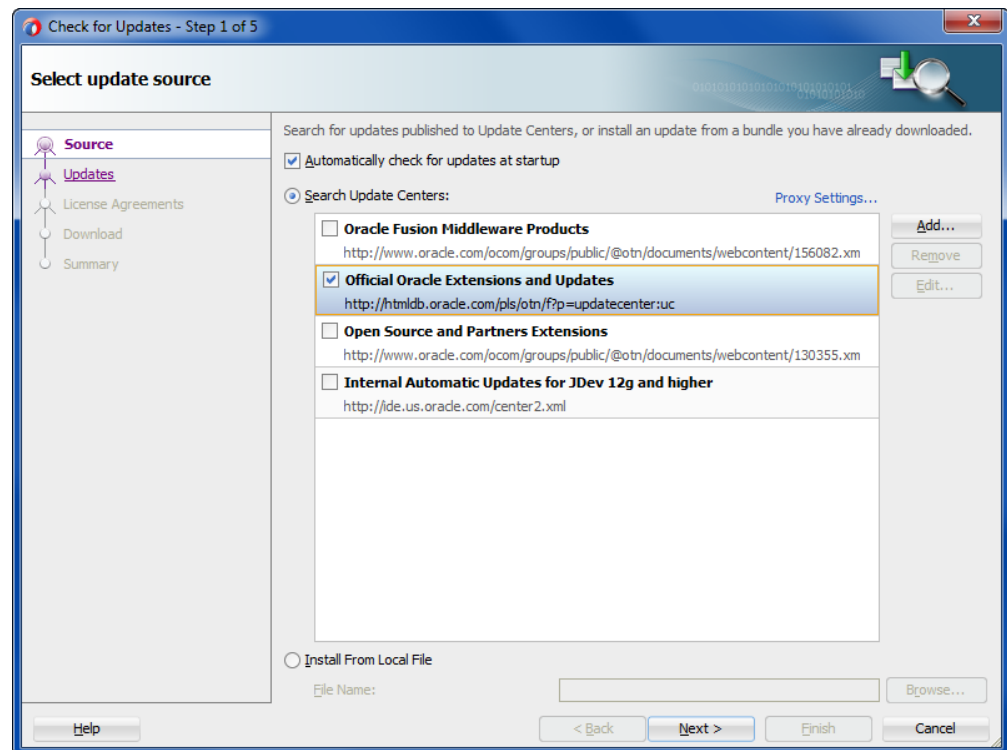 Check for Updates - Step 1 of 5
Select update source
Source
Updates
License Agreements
Download
Summary
Search for updates published to Update Centers, or install an update from a bundle you have already downloaded.
Automatically check for updates at startup
Search Update Centers:
Proxy Settings...
Oracle Fusion Middleware Products
http://www.oracle.com/ocom/groups/public/@otn/documents/webcontent/156082.xm
Official Oracle Extensions and Updates
http://htmldb.oracle.com/pls/otn/f?p=updatecenter:uc
Open Source and Partners Extensions
http://www.oracle.com/ocom/groups/public/@otn/documents/webcontent/130355.xm
Internal Automatic Updates for JDev 12g and higher
http://ide.us.oracle.com/center2.xml
Add...
Remove
Edit...
Install From Local File
File Name:
Browse...
Help
< Back
Next >
Finish
Cancel